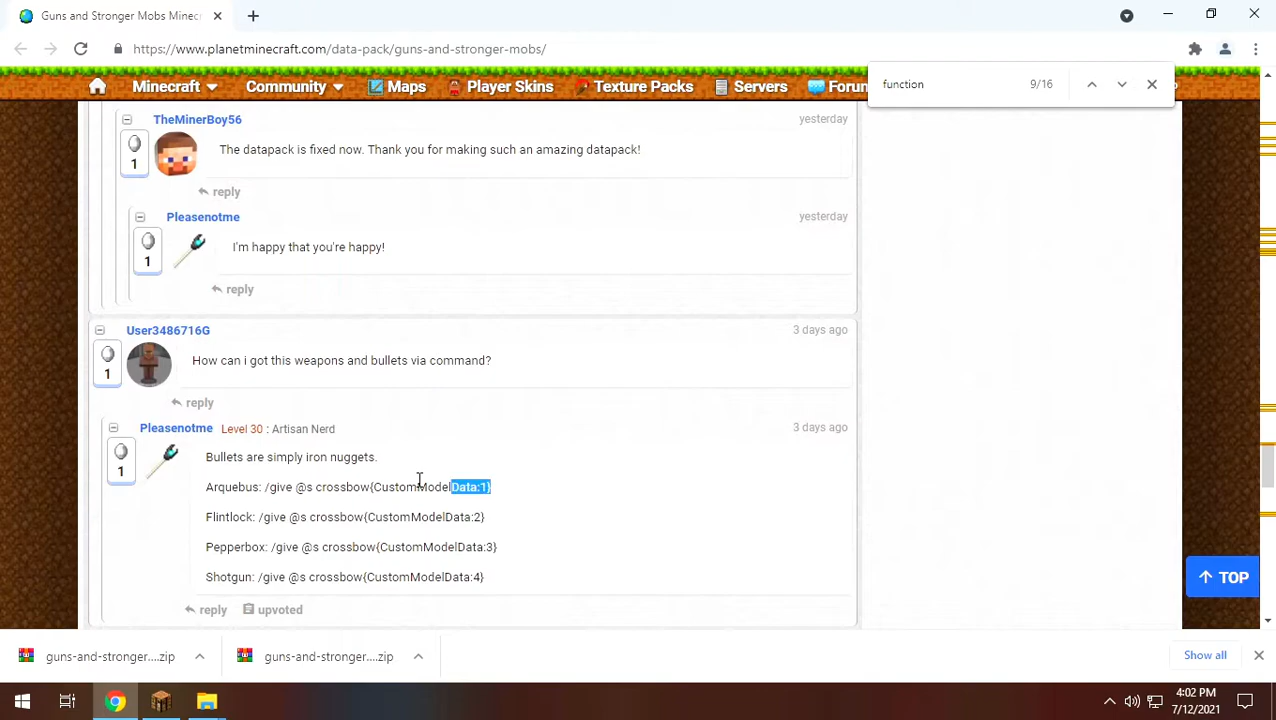 Guns and Stronger Mobs Minec
https://www.planetminecraft.com/data-pack/guns-and-stronger-mobs/
function 9/16
Minecraft Community Maps Player Skins Texture Packs Servers Foru
TheMinerBoy56 yesterday
1 The datapack is fixed now. Thank you for making such an amazing datapack!
reply
Pleasenotme yesterday
1 I'm happy that you're happy!
reply
User3486716G 3 days ago
1 How can i got this weapons and bullets via command?
reply
Pleasenotme Level 30 : Artisan Nerd 3 days ago
1 Bullets are simply iron nuggets.
Arquebus: /give @s crossbow{CustomModelData:1}
Flintlock: /give @s crossbow{CustomModelData:2}
Pepperbox: /give @s crossbow{CustomModelData:3}
Shotgun: /give @s crossbow{CustomModelData:4}
reply upvoted
TOP
guns-and-stronger....zip guns-and-stronger....zip Show all
4:02 PM
7/12/2021